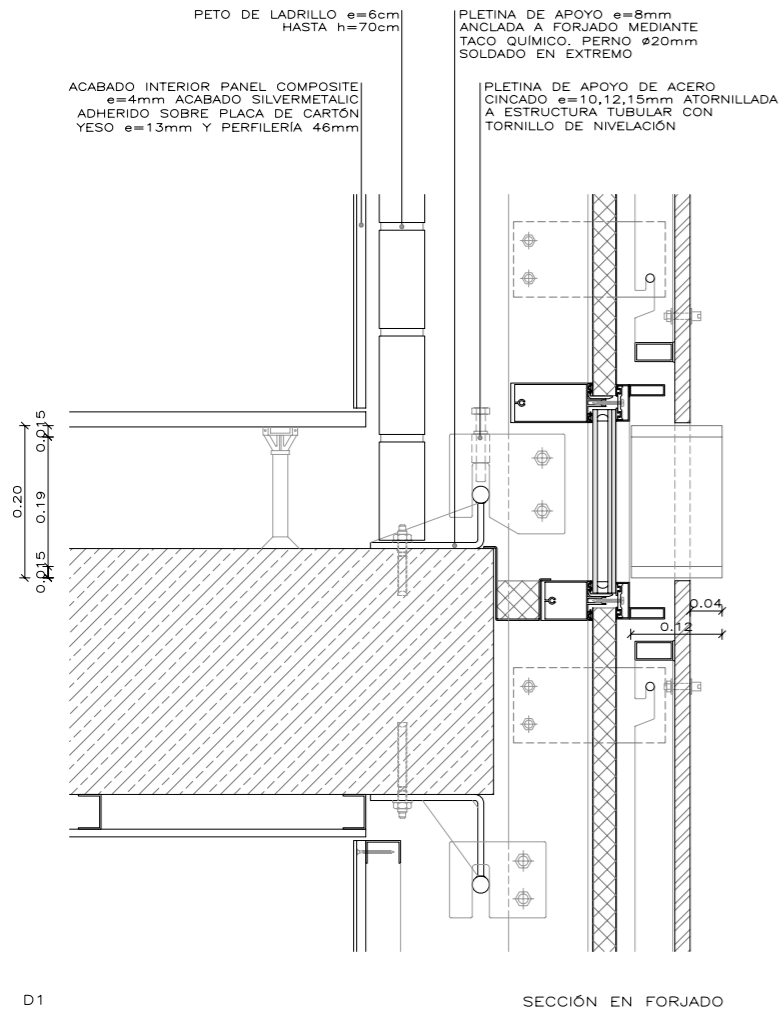 PETO DE LADRILLO e=6cm
HASTA h=70cm
PLETINA DE APOYO e=8mm
ANCLADA A FORJADO MEDIANTE
TACO QUÍMICO. PERNO ø20mm
SOLDADO EN EXTREMO
ACABADO INTERIOR PANEL COMPOSITE
e=4mm ACABADO SILVERMETALIC
ADHERIDO SOBRE PLACA DE CARTÓN
YESO e=13mm Y PERFILERÍA 46mm
PLETINA DE APOYO DE ACERO
CINCADO e=10,12,15mm ATORNILLADA
A ESTRUCTURA TUBULAR CON
TORNILLO DE NIVELACIÓN
0.015
0.20
0.19
0.015
0.04
0.12
D1
SECCIÓN EN FORJADO